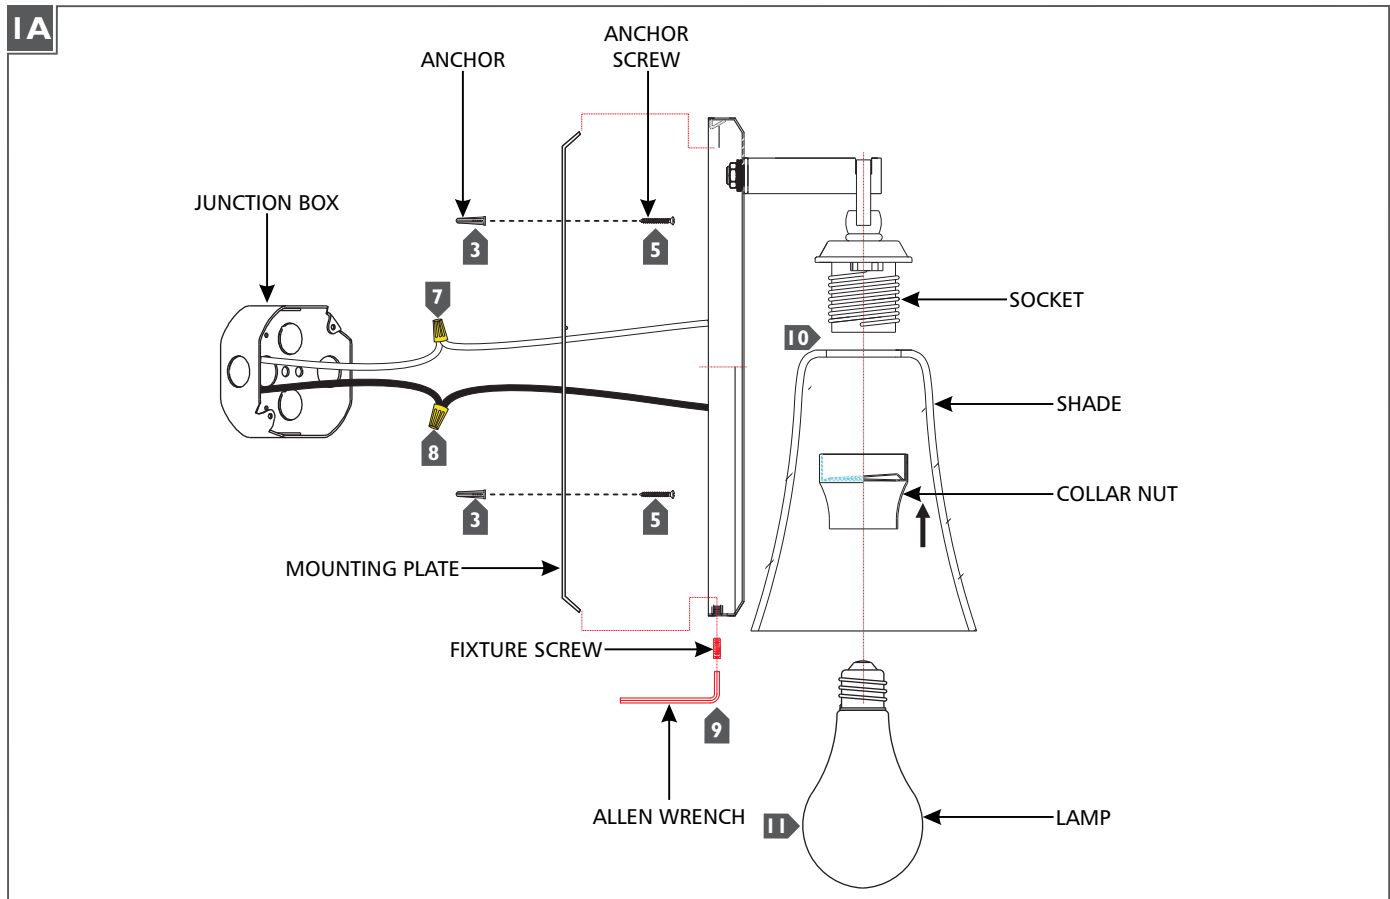 1A
ANCHOR
ANCHOR
SCREW
JUNCTION BOX
3
5
7
SOCKET
10
SHADE
8
COLLAR NUT
3
5
MOUNTING PLATE
FIXTURE SCREW
9
ALLEN WRENCH
11
LAMP